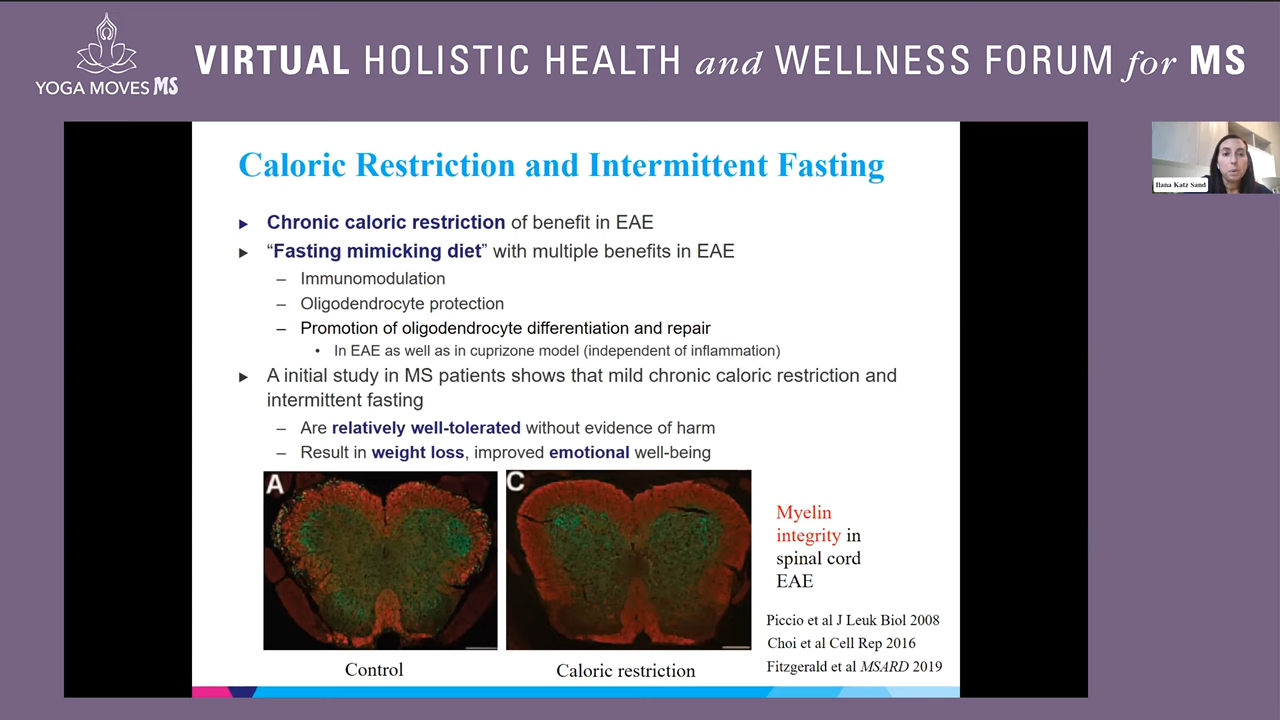 YOGA MOVES MS
VIRTUAL HOLISTIC HEALTH and WELLNESS FORUM for MS
Ilana Katz Sand
Caloric Restriction and Intermittent Fasting
Chronic caloric restriction of benefit in EAE
“Fasting mimicking diet” with multiple benefits in EAE
– Immunomodulation
– Oligodendrocyte protection
– Promotion of oligodendrocyte differentiation and repair
• In EAE as well as in cuprizone model (independent of inflammation)
A initial study in MS patients shows that mild chronic caloric restriction and
intermittent fasting
– Are relatively well-tolerated without evidence of harm
– Result in weight loss, improved emotional well-being
A
C
Myelin
integrity in
spinal cord
EAE
Control
Caloric restriction
Piccio et al J Leuk Biol 2008
Choi et al Cell Rep 2016
Fitzgerald et al MSARD 2019